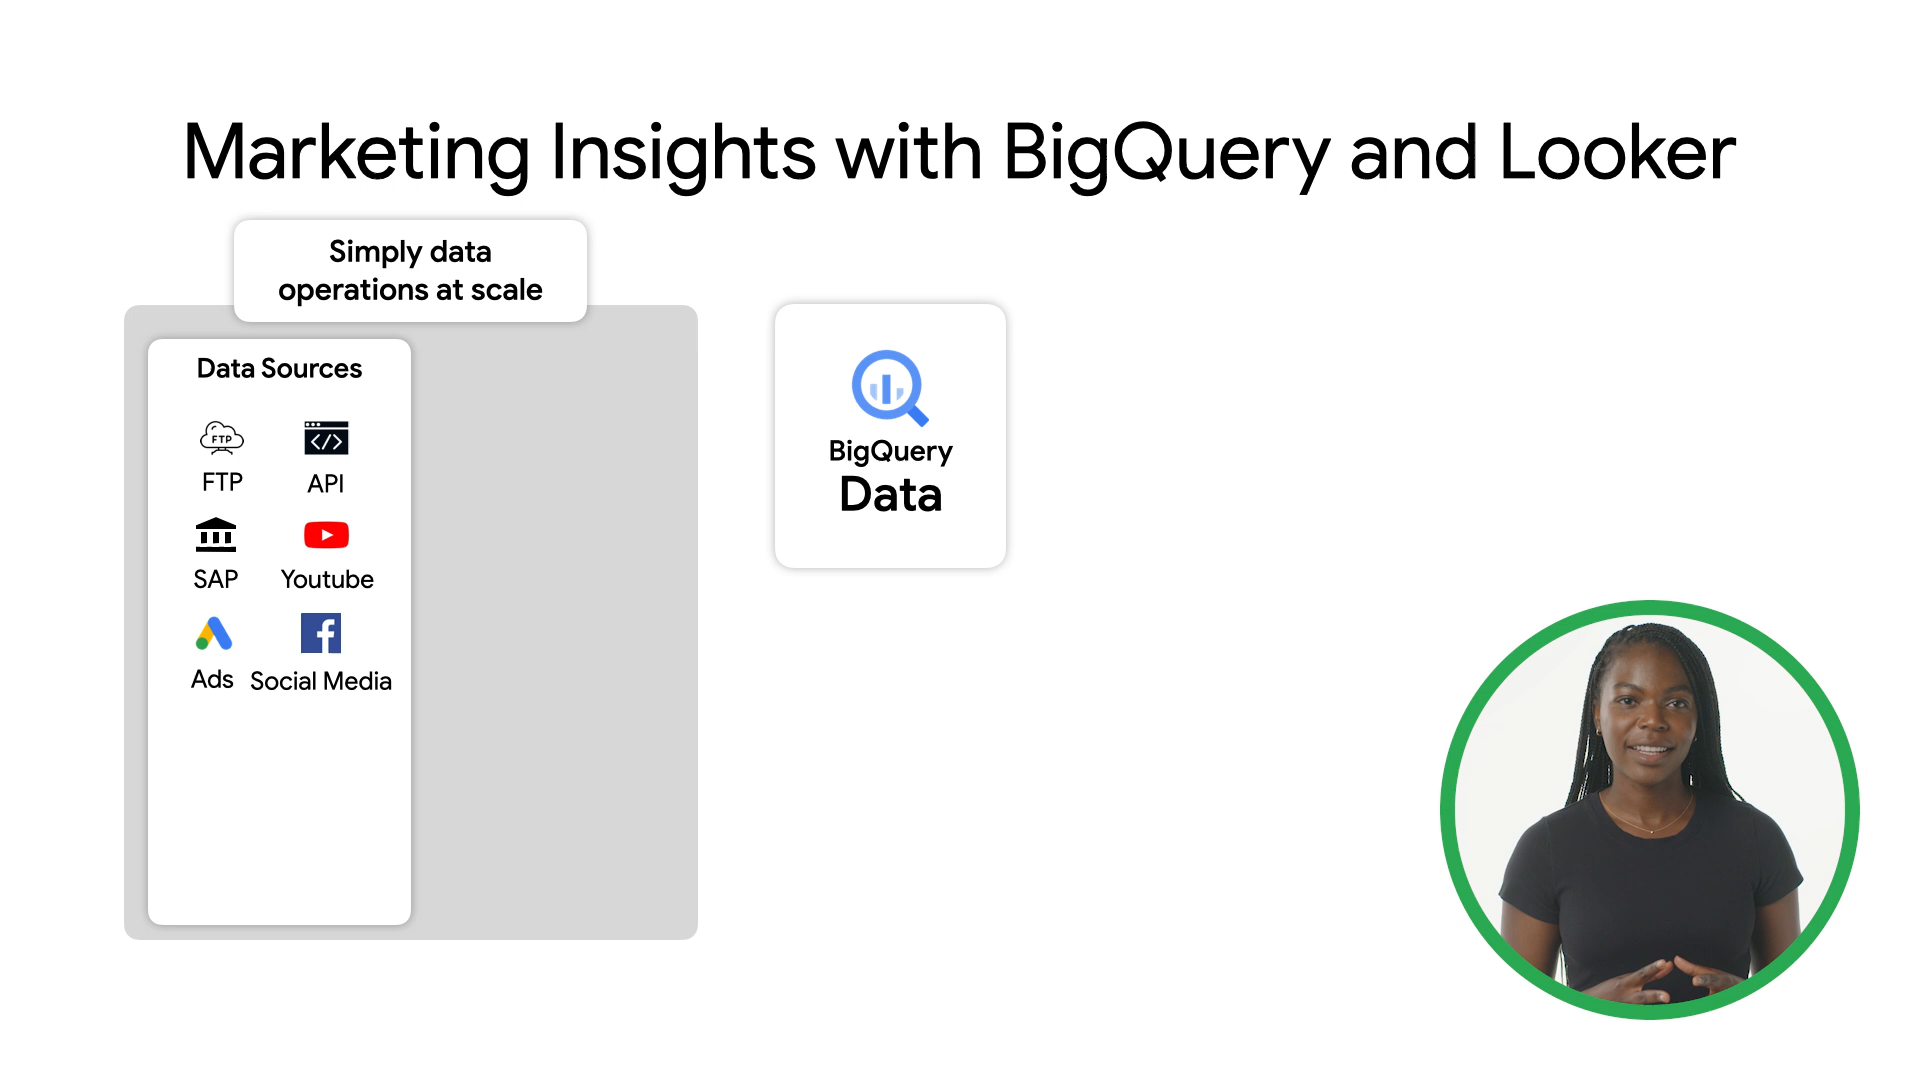 Marketing Insights with BigQuery and Looker
Simply data
operations at scale
Data Sources
FTP
FTP
API
SAP
Youtube
Ads
Social Media
BigQuery
Data